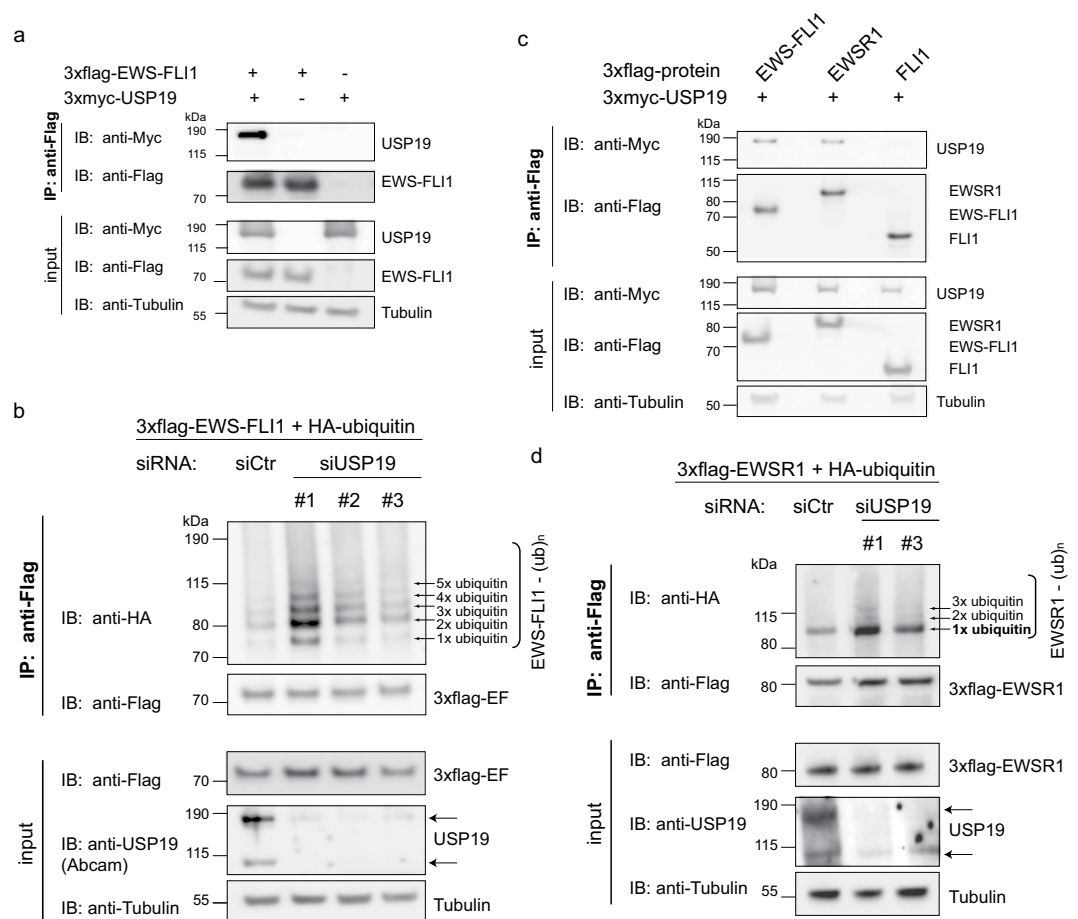 a
3xflag-EWS-FLI1 + + -
3xmyc-USP19 + - +
kDa
IP: anti-Flag
IB: anti-Myc 190 115 USP19
IB: anti-Flag 70 EWS-FLI1
input
IB: anti-Myc 190 115 USP19
IB: anti-Flag 70 EWS-FLI1
IB: anti-Tubulin 55 Tubulin
c
3xflag-protein EWS-FLI1 EWSR1 FLI1
3xmyc-USP19 + + +
kDa
IP: anti-Flag
IB: anti-Myc 190 115 USP19
115
80
70
50
IB: anti-Flag
EWSR1
EWS-FLI1
FLI1
input
IB: anti-Myc 190 115 USP19
80
70
IB: anti-Flag
EWSR1
EWS-FLI1
FLI1
IB: anti-Tubulin 50 Tubulin
b
3xflag-EWS-FLI1 + HA-ubiquitin
siRNA: siCtr siUSP19
#1 #2 #3
kDa
190
115
80
70
IP: anti-Flag
IB: anti-HA
5x ubiquitin
4x ubiquitin
3x ubiquitin
2x ubiquitin
1x ubiquitin
EWS-FLI1 - (ub)n
IB: anti-Flag 70 3xflag-EF
input
IB: anti-Flag 70 3xflag-EF
190
115
IB: anti-USP19
(Abcam)
USP19
IB: anti-Tubulin 55 Tubulin
d
3xflag-EWSR1 + HA-ubiquitin
siRNA: siCtr siUSP19
#1 #3
kDa
115
80
IP: anti-Flag
IB: anti-HA
3x ubiquitin
2x ubiquitin
1x ubiquitin
EWSR1 - (ub)n
IB: anti-Flag 80 3xflag-EWSR1
input
IB: anti-Flag 80 3xflag-EWSR1
190
115
IB: anti-USP19 USP19
IB: anti-Tubulin 55 Tubulin